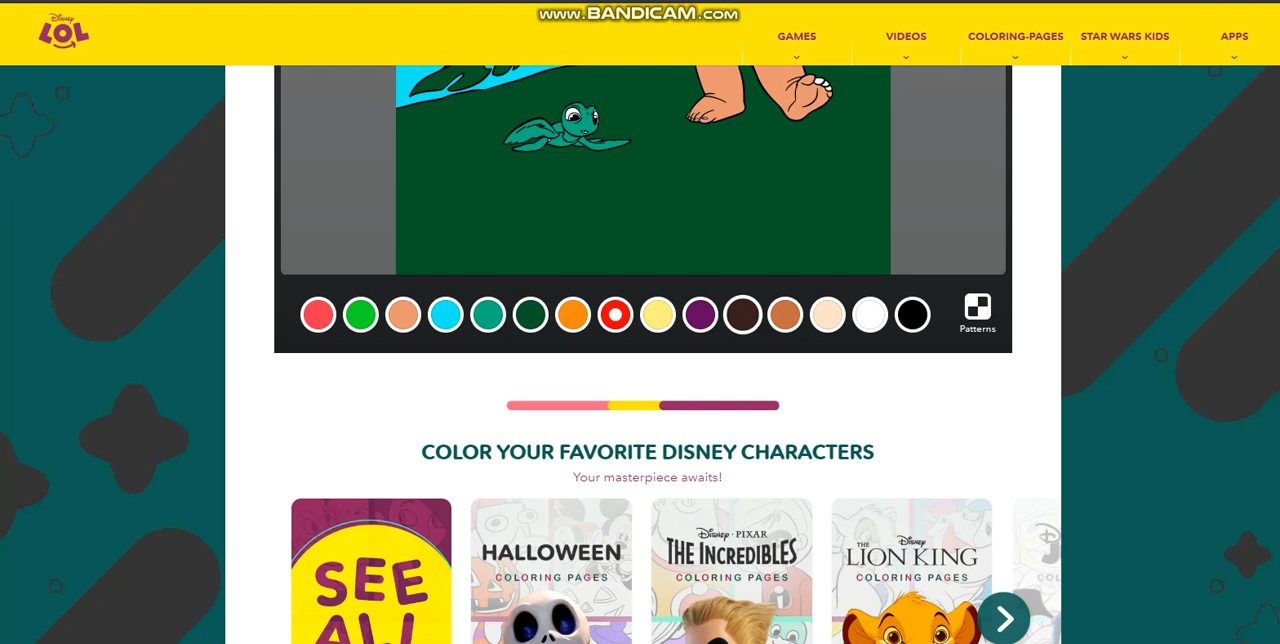 www.BANDICAM.com
Disney
LOL
GAMES
VIDEOS
COLORING-PAGES
STAR WARS KIDS
APPS
Patterns
COLOR YOUR FAVORITE DISNEY CHARACTERS
Your masterpiece awaits!
SEE
ALL
HALLOWEEN
COLORING PAGES
Disney · PIXAR
THE INCREDIBLES
COLORING PAGES
Disney
THE
LION KING
COLORING PAGES